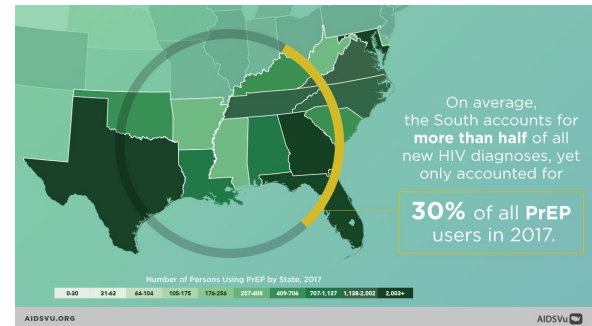 On average,
the South accounts for
more than half of all
new HIV diagnoses, yet
only accounted for
30% of all PrEP
users in 2017.
Number of Persons Using PrEP by State, 2017
0-30 31-63 64-104 105-175 176-256 257-408 409-706 707-1,137 1,138-2,002 2,003+
AIDSVU.ORG
AIDSVu